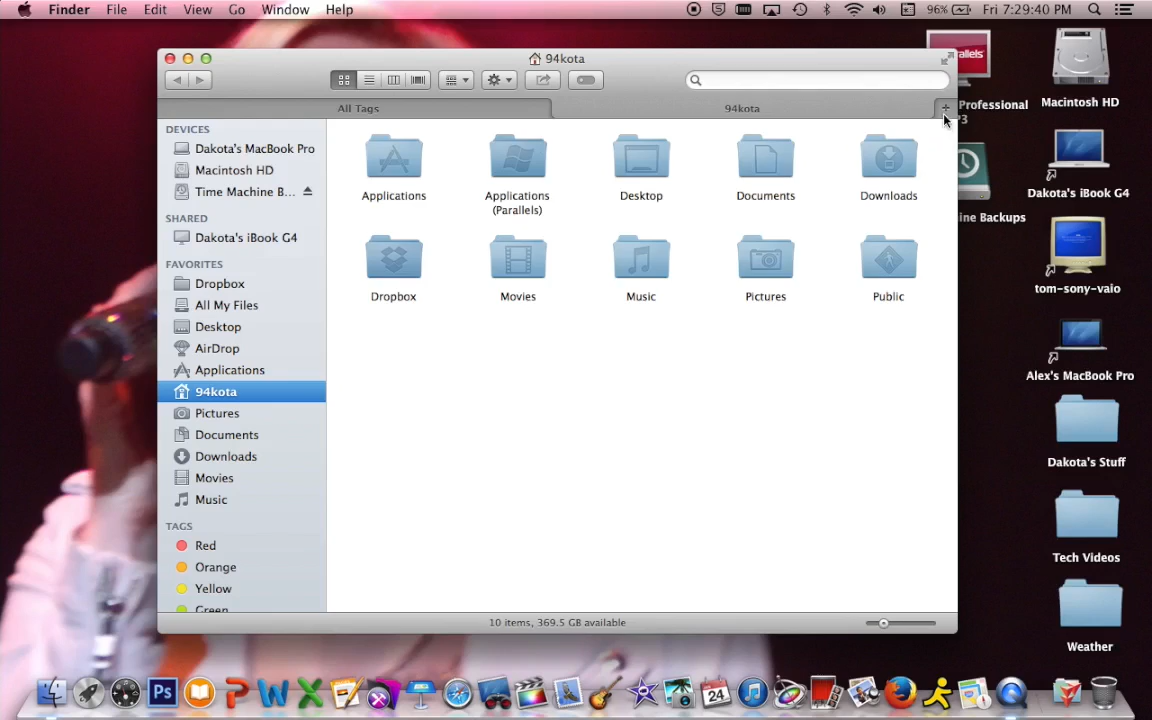 Finder File Edit View Go Window Help
96% Fri 7:29:40 PM
94kota
All Tags
94kota
DEVICES
Dakota's MacBook Pro
Macintosh HD
Time Machine B...
SHARED
Dakota's iBook G4
FAVORITES
Dropbox
All My Files
Desktop
AirDrop
Applications
94kota
Pictures
Documents
Downloads
Movies
Music
TAGS
Red
Orange
Yellow
Green
Applications
Applications
(Parallels)
Desktop
Documents
Downloads
Dropbox
Movies
Music
Pictures
Public
10 items, 369.5 GB available
Professional
P3
ine Backups
Macintosh HD
Dakota's iBook G4
tom-sony-vaio
Alex's MacBook Pro
Dakota's Stuff
Tech Videos
Weather
Ps
24